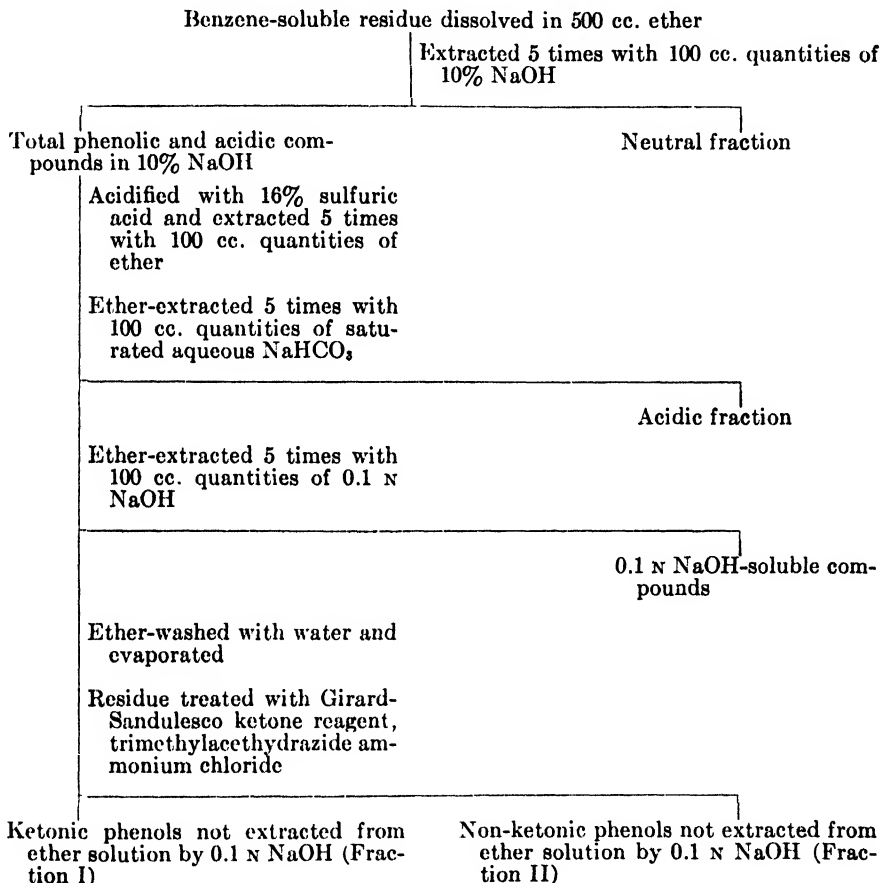 Benzene-soluble residue dissolved in 500 cc. ether
Extracted 5 times with 100 cc. quantities of
10% NaOH
Total phenolic and acidic com-
pounds in 10% NaOH
Neutral fraction
Acidified with 16% sulfuric
acid and extracted 5 times
with 100 cc. quantities of
ether
Ether-extracted 5 times with
100 cc. quantities of satu-
rated aqueous NaHCO₃
Acidic fraction
Ether-extracted 5 times with
100 cc. quantities of 0.1 N
NaOH
0.1 N NaOH-soluble com-
pounds
Ether-washed with water and
evaporated
Residue treated with Girard-
Sandulesco ketone reagent,
trimethylacethydrazide am-
monium chloride
Ketonic phenols not extracted from
ether solution by 0.1 N NaOH (Frac-
tion I)
Non-ketonic phenols not extracted from
ether solution by 0.1 N NaOH (Frac-
tion II)